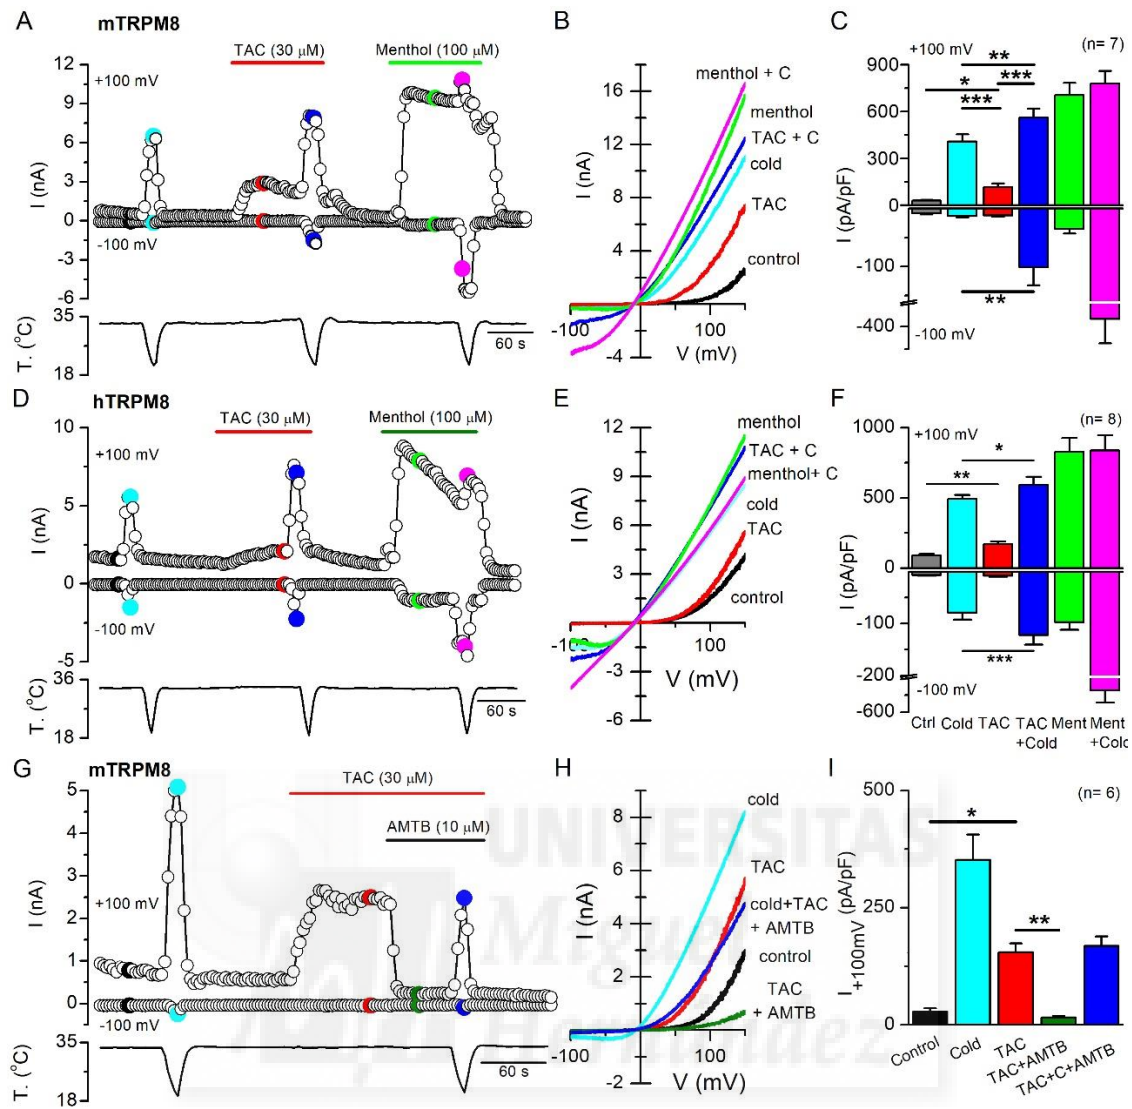 A
mTRPM8
TAC (30 μM)
Menthol (100 μM)
12
+100 mV
9
6
3
0
-3
-6
-100 mV
I (nA)
35
18
T. (°C)
60 s
B
16
12
8
4
-4
I (nA)
-100
100
V (mV)
menthol + C
menthol
TAC + C
cold
TAC
control
C
(n= 7)
+100 mV
900
600
300
0
-100
-400
-100 mV
I (pA/pF)
**
*
***
***
**
D
hTRPM8
TAC (30 μM)
Menthol (100 μM)
10
+100 mV
5
0
-5
-100 mV
I (nA)
36
18
T. (°C)
60 s
E
12
9
6
3
-3
-6
I (nA)
-100
100
V (mV)
menthol
TAC + C
menthol+ C
cold
TAC
control
F
(n= 8)
+100 mV
1000
500
0
-100
-200
-600
-100 mV
I (pA/pF)
*
**
***
Ctrl
Cold
TAC
TAC
+Cold
Ment
Ment
+Cold
G
mTRPM8
TAC (30 μM)
AMTB (10 μM)
5
4
3
2
1
0
+100 mV
-100 mV
I (nA)
35
18
T. (°C)
60 s
H
8
6
4
2
-2
I (nA)
-100
100
V (mV)
cold
TAC
cold+TAC
+ AMTB
control
TAC
+ AMTB
I
(n= 6)
500
250
0
I+100mV (pA/pF)
*
**
Control
Cold
TAC
TAC+AMTB
TAC+C+AMTB
UNIVERSITAS
Miguel
Hernández